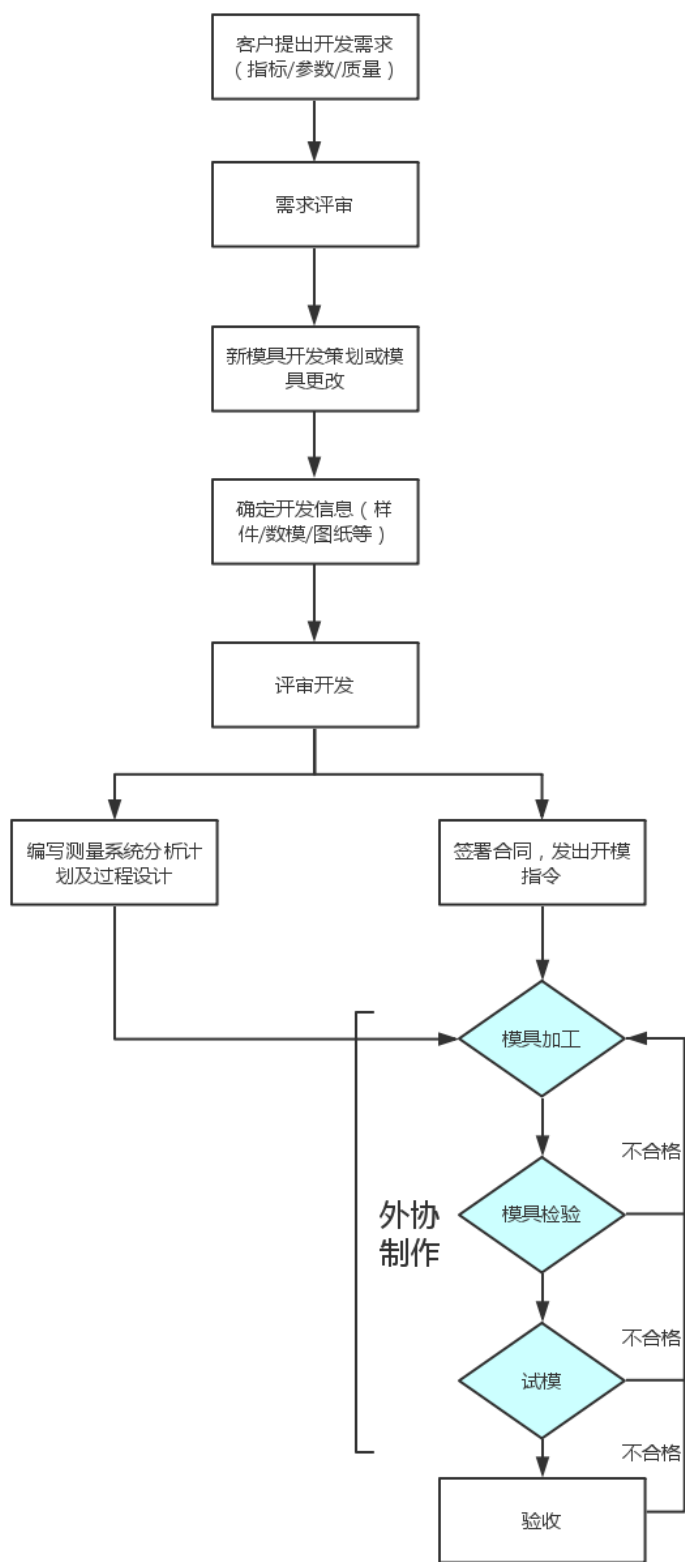 客户提出开发需求
（指标/参数/质量）
需求评审
新模具开发策划或模
具更改
确定开发信息（样
件/数模/图纸等）
评审开发
编写测量系统分析计
划及过程设计
签署合同，发出开模
指令
模具加工
不合格
模具检验
外协
制作
不合格
试模
不合格
验收